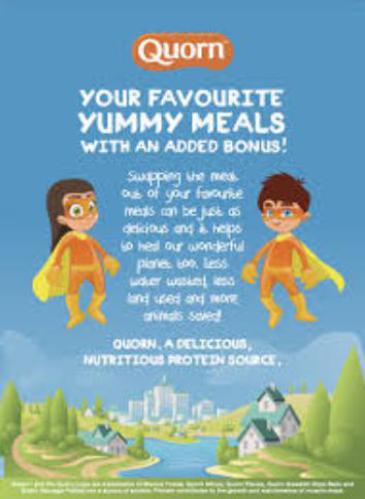 Quorn
YOUR FAVOURITE
YUMMY MEALS
WITH AN ADDED BONUS!
Swapping the meat
out of your favourite
meals can be just as
delicious and it helps
to heal our wonderful
planet too. Less
water wasted, less
land used and more
animals saved!
QUORN. A DELICIOUS,
NUTRITIOUS PROTEIN SOURCE.